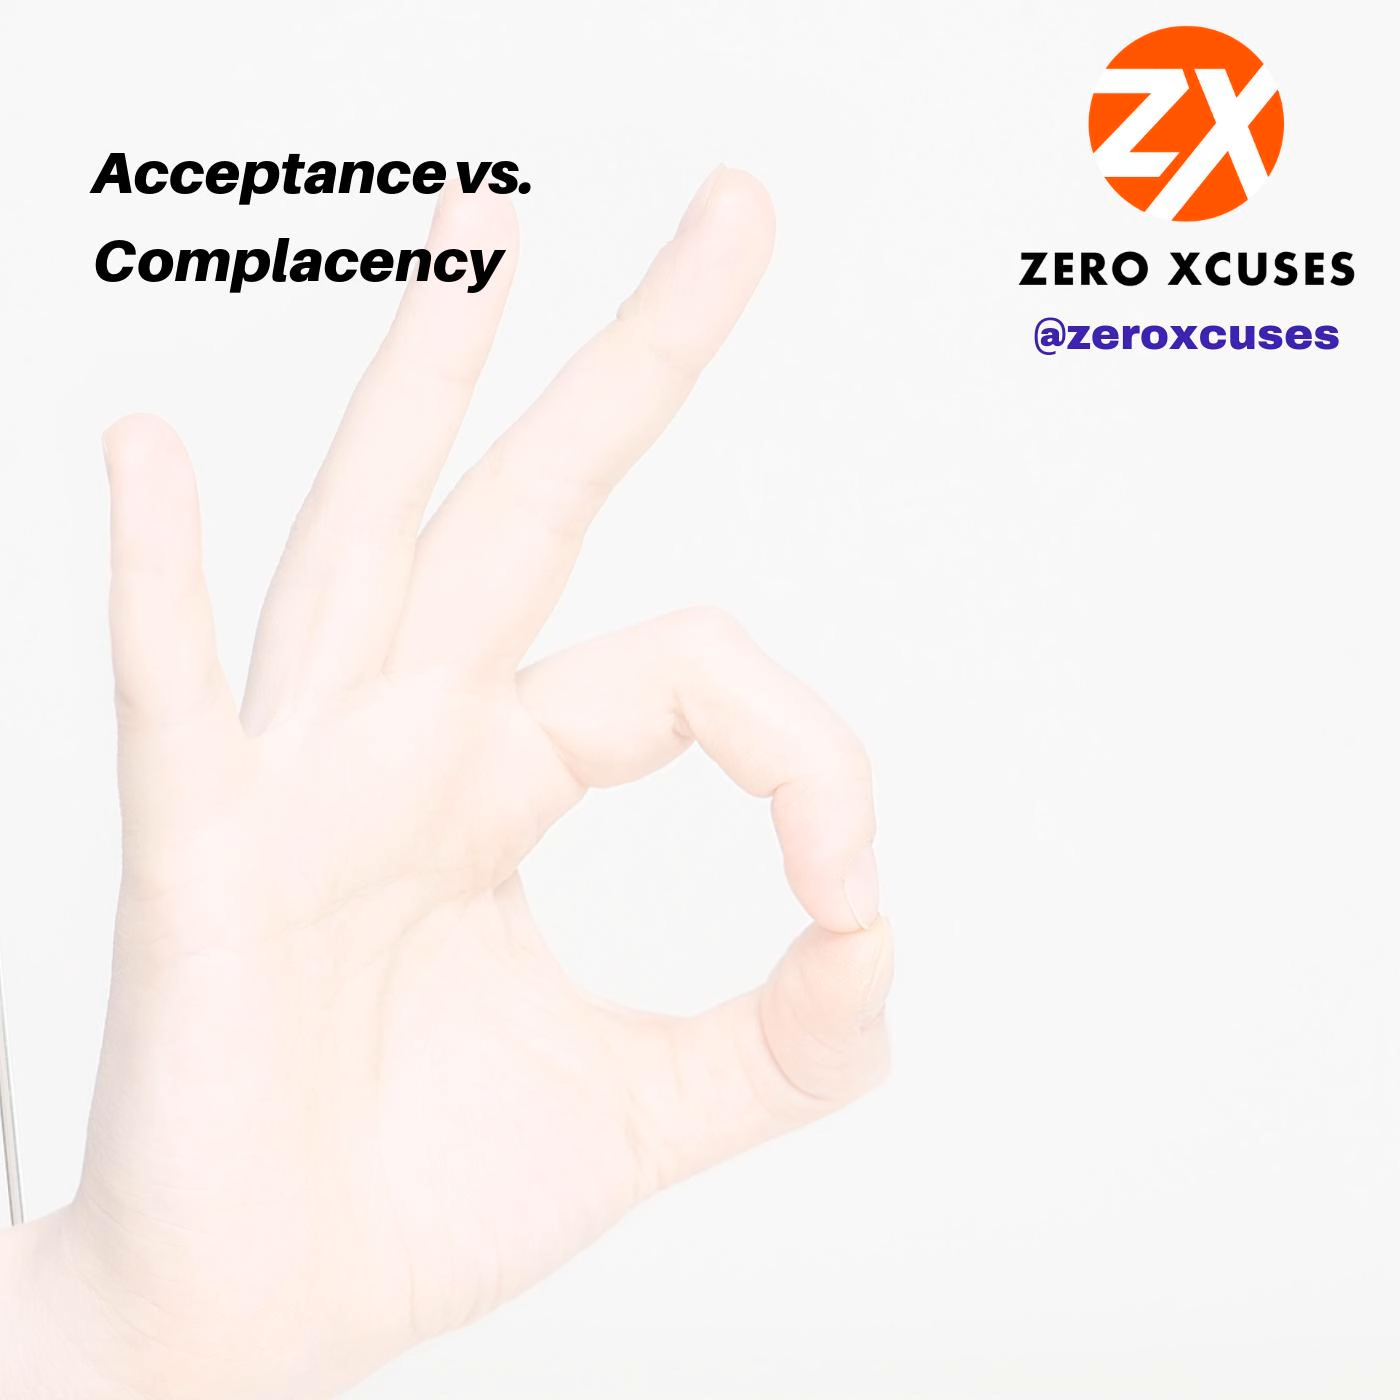 Acceptance vs.
Complacency
ZX
ZERO XCUSES
@zeroxcuses